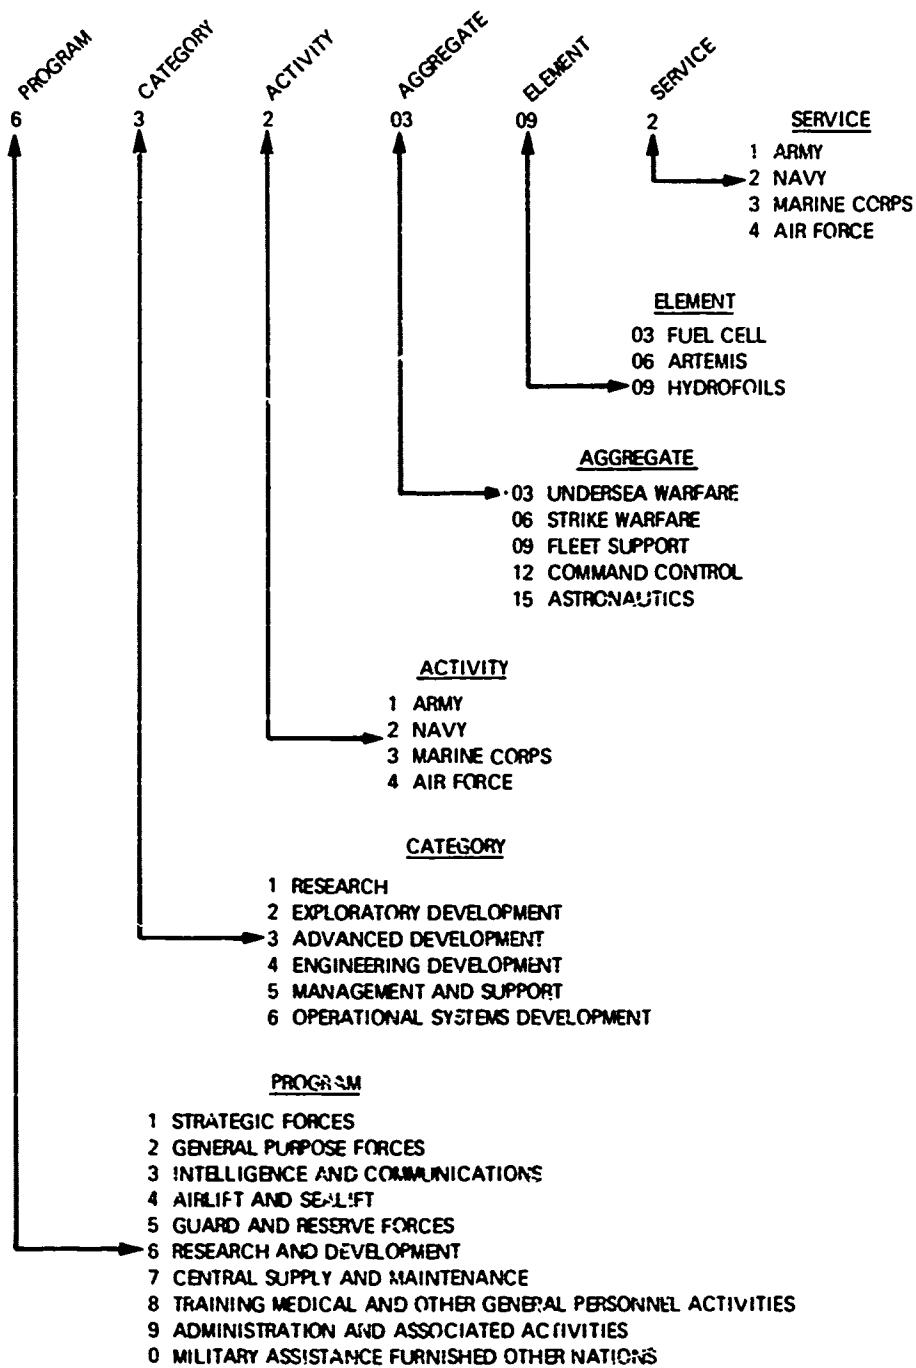 PROGRAM CATEGORY ACTIVITY AGGREGATE ELEMENT SERVICE
6 3 2 03 09 2
SERVICE
1 ARMY
2 NAVY
3 MARINE CORPS
4 AIR FORCE
ELEMENT
03 FUEL CELL
06 ARTEMIS
09 HYDROFOILS
AGGREGATE
03 UNDERSEA WARFARE
06 STRIKE WARFARE
09 FLEET SUPPORT
12 COMMAND CONTROL
15 ASTRONAUTICS
ACTIVITY
1 ARMY
2 NAVY
3 MARINE CORPS
4 AIR FORCE
CATEGORY
1 RESEARCH
2 EXPLORATORY DEVELOPMENT
3 ADVANCED DEVELOPMENT
4 ENGINEERING DEVELOPMENT
5 MANAGEMENT AND SUPPORT
6 OPERATIONAL SYSTEMS DEVELOPMENT
PROGRAM
1 STRATEGIC FORCES
2 GENERAL PURPOSE FORCES
3 INTELLIGENCE AND COMMUNICATIONS
4 AIRLIFT AND SEALIFT
5 GUARD AND RESERVE FORCES
6 RESEARCH AND DEVELOPMENT
7 CENTRAL SUPPLY AND MAINTENANCE
8 TRAINING MEDICAL AND OTHER GENERAL PERSONNEL ACTIVITIES
9 ADMINISTRATION AND ASSOCIATED ACTIVITIES
0 MILITARY ASSISTANCE FURNISHED OTHER NATIONS